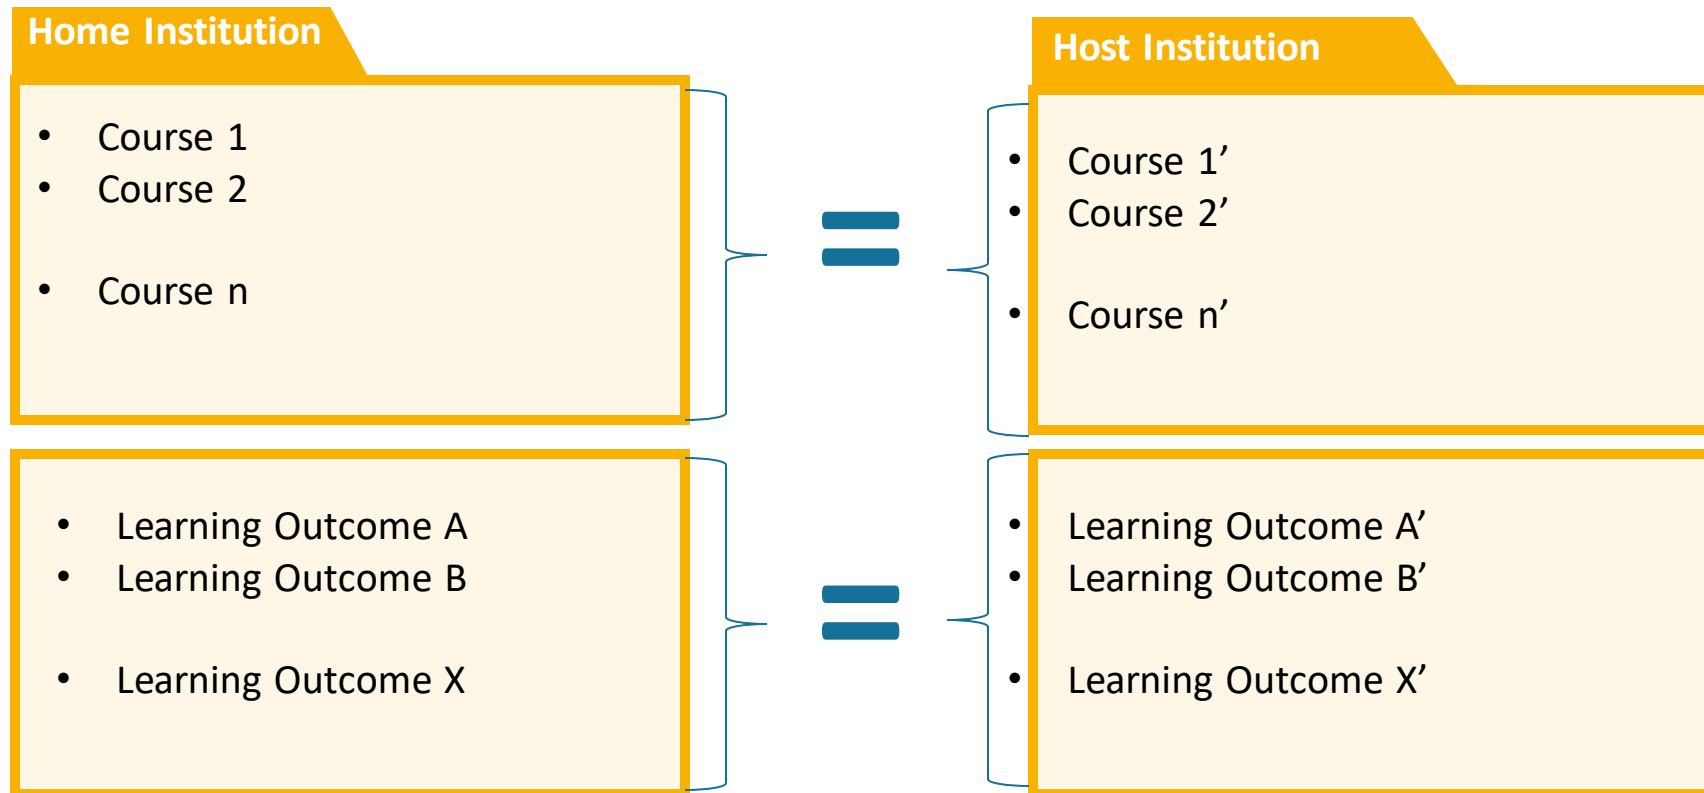 Home Institution
• Course 1
• Course 2
• Course n
Host Institution
• Course 1’
• Course 2’
• Course n’
• Learning Outcome A
• Learning Outcome B
• Learning Outcome X
• Learning Outcome A’
• Learning Outcome B’
• Learning Outcome X’